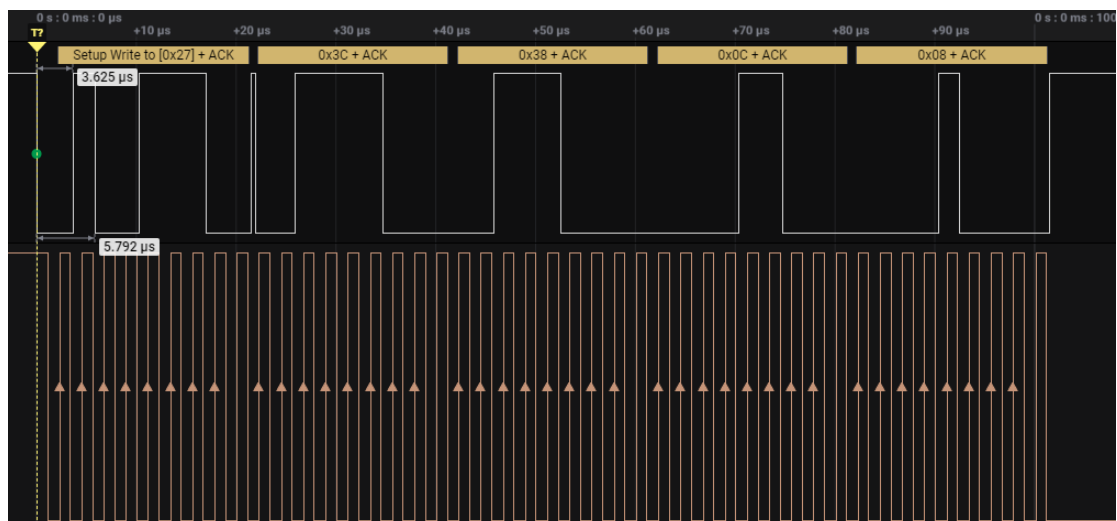 0 s : 0 ms : 0 µs 0 s : 0 ms : 100
T? +10 µs +20 µs +30 µs +40 µs +50 µs +60 µs +70 µs +80 µs +90 µs
Setup Write to [0x27] + ACK 0x3C + ACK 0x38 + ACK 0x0C + ACK 0x08 + ACK
3.625 µs
5.792 µs